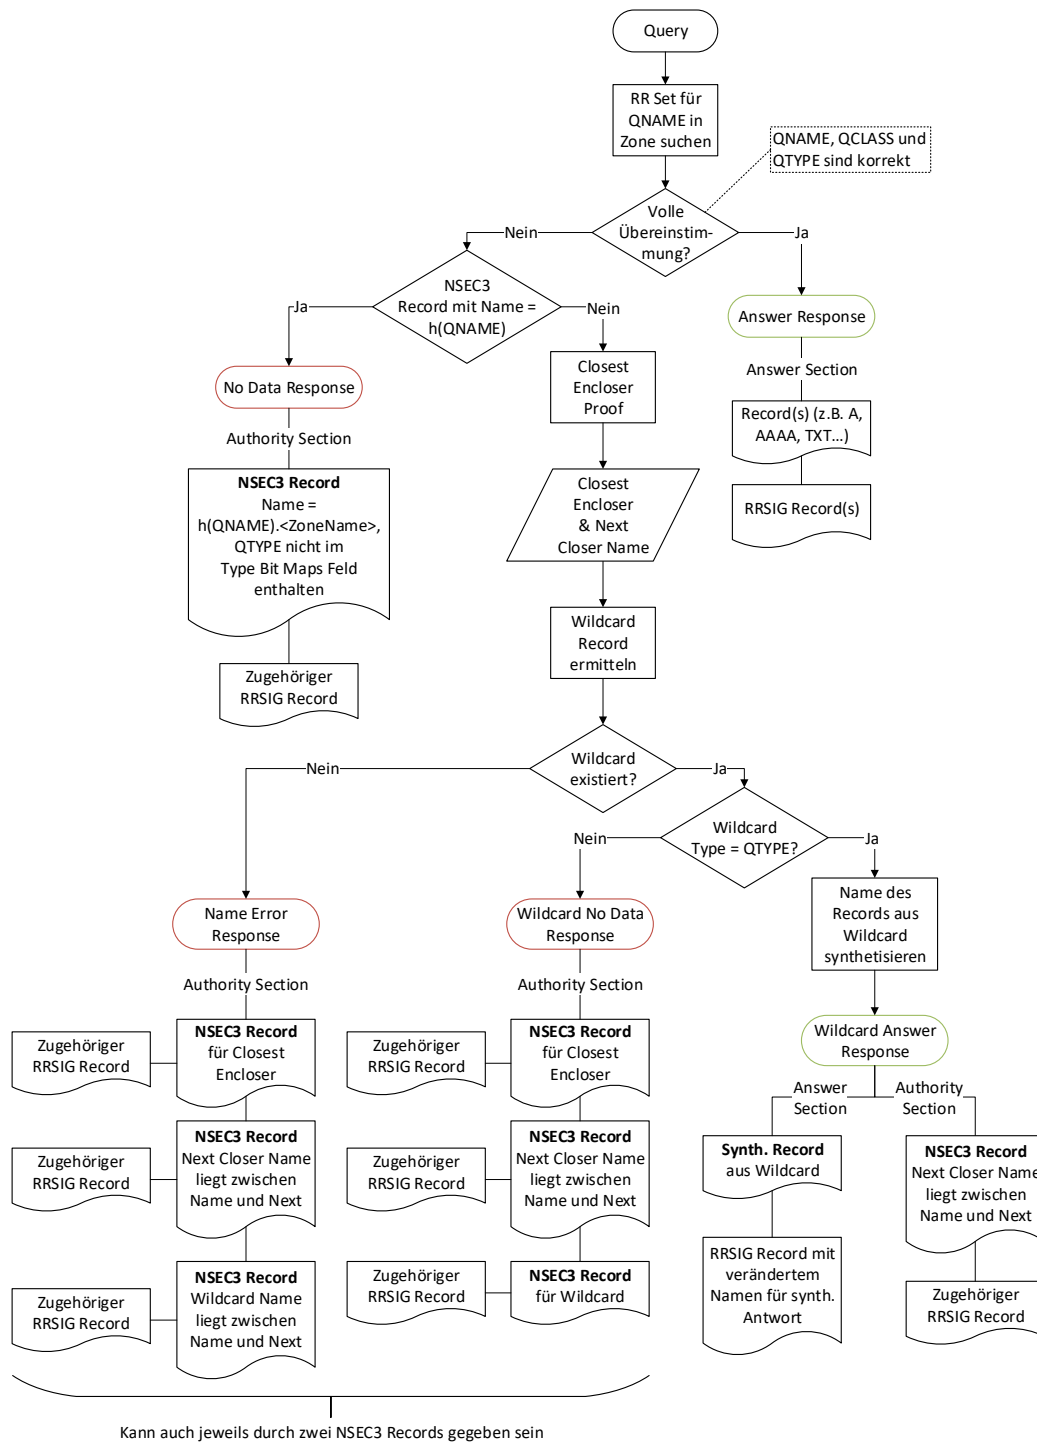 Query
RR Set für
QNAME in
Zone suchen
QNAME, QCLASS und
QTYPE sind korrekt
Volle
Übereinstim-
mung?
Nein
Ja
NSEC3
Record mit Name =
h(QNAME)
Ja
Nein
Answer Response
No Data Response
Closest
Encloser
Proof
Answer Section
Authority Section
Record(s) (z.B. A,
AAAA, TXT...)
NSEC3 Record
Name =
h(QNAME).<ZoneName>,
QTYPE nicht im
Type Bit Maps Feld
enthalten
Closest
Encloser
& Next
Closer Name
RRSIG Record(s)
Wildcard
Record
ermitteln
Zugehöriger
RRSIG Record
Wildcard
existiert?
Nein
Ja
Wildcard
Type = QTYPE?
Nein
Ja
Name Error
Response
Wildcard No Data
Response
Name des
Records aus
Wildcard
synthetisieren
Authority Section
Authority Section
Zugehöriger
RRSIG Record
NSEC3 Record
für Closest
Encloser
Zugehöriger
RRSIG Record
NSEC3 Record
für Closest
Encloser
Wildcard Answer
Response
Answer
Section
Authority
Section
Zugehöriger
RRSIG Record
NSEC3 Record
Next Closer Name
liegt zwischen
Name und Next
Zugehöriger
RRSIG Record
NSEC3 Record
Next Closer Name
liegt zwischen
Name und Next
Synth. Record
aus Wildcard
NSEC3 Record
Next Closer Name
liegt zwischen
Name und Next
Zugehöriger
RRSIG Record
NSEC3 Record
Wildcard Name
liegt zwischen
Name und Next
Zugehöriger
RRSIG Record
NSEC3 Record
für Wildcard
RRSIG Record mit
verändertem
Namen für synth.
Antwort
Zugehöriger
RRSIG Record
Kann auch jeweils durch zwei NSEC3 Records gegeben sein